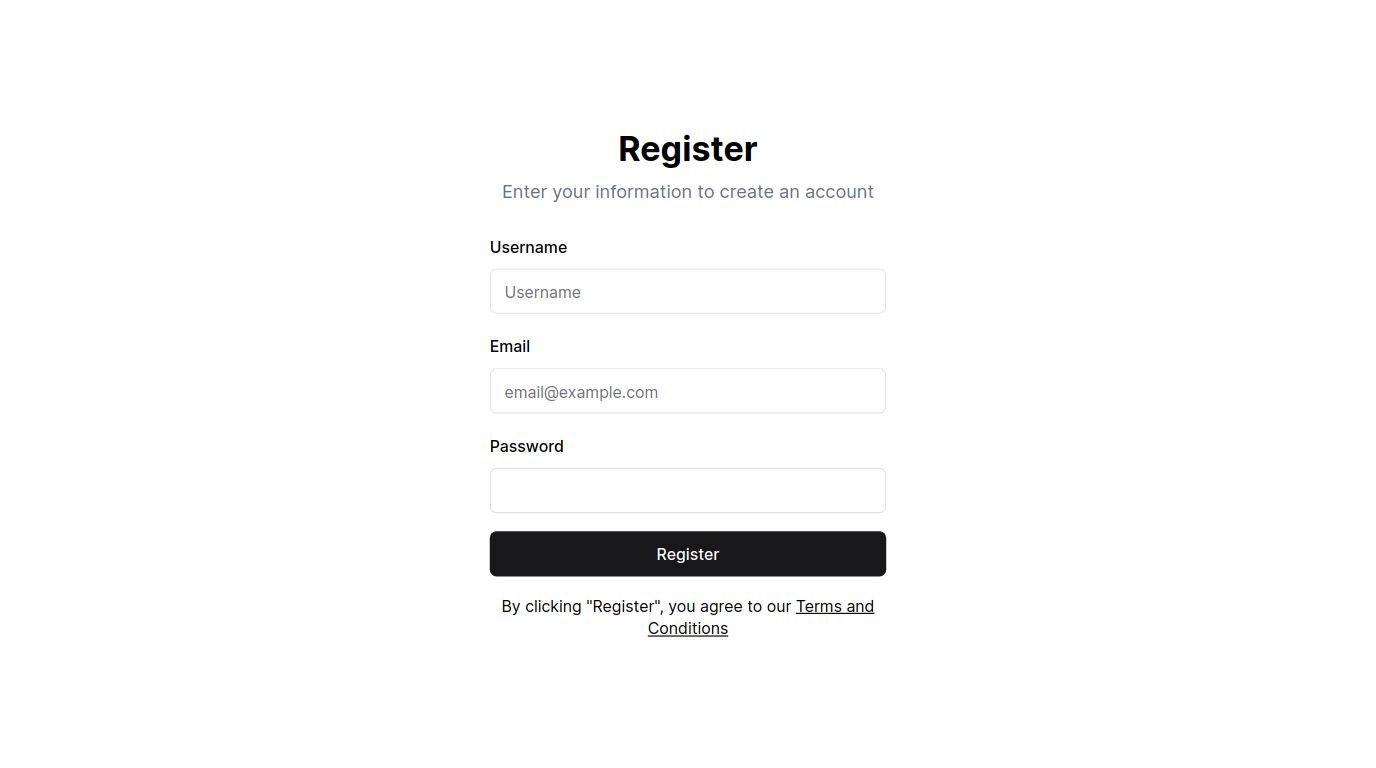 Register
Enter your information to create an account
Username
Username
Email
email@example.com
Password
Register
By clicking "Register", you agree to our Terms and
Conditions